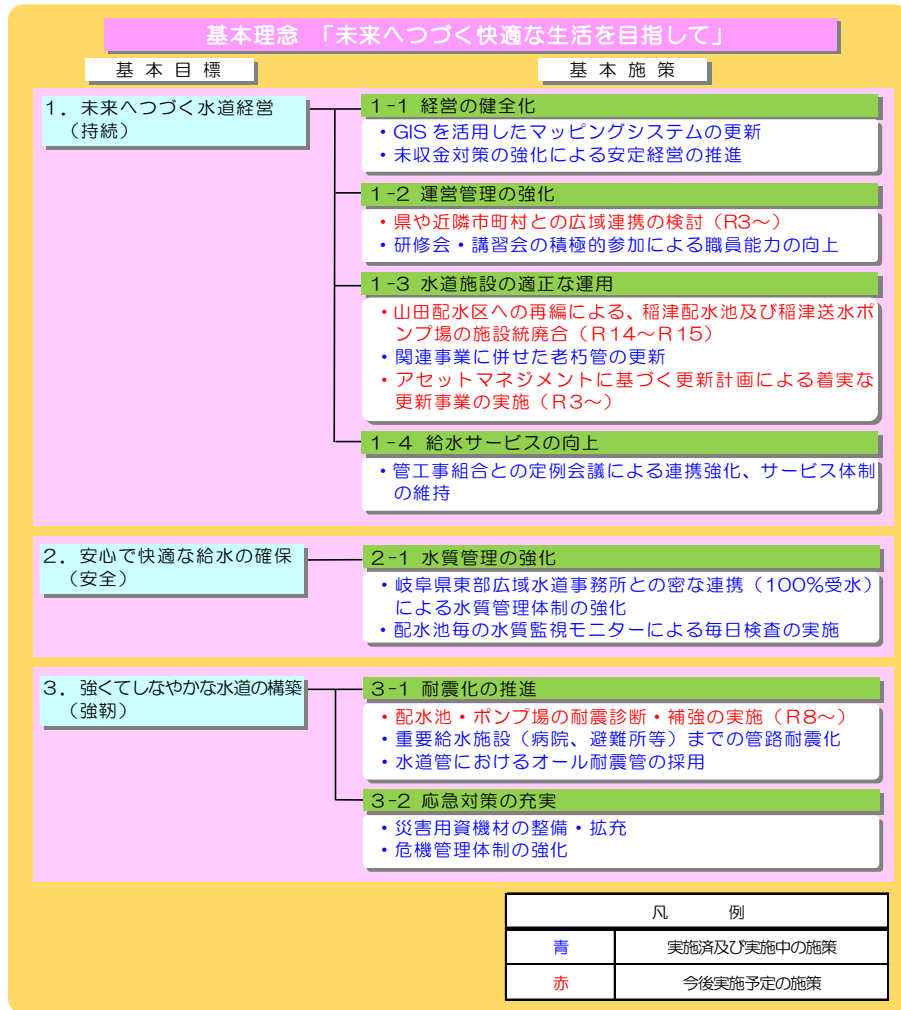 基本理念 「未来へつづく快適な生活を目指して」
基本目標
基本施策
1．未来へつづく水道経営
（持続）
1-1 経営の健全化
・GISを活用したマッピングシステムの更新
・未収金対策の強化による安定経営の推進
1-2 運営管理の強化
・県や近隣市町村との広域連携の検討（R3～）
・研修会・講習会の積極的参加による職員能力の向上
1-3 水道施設の適正な運用
・山田配水区への再編による、稲津配水池及び稲津送水ポ
ンプ場の施設統廃合（R14～R15）
・関連事業に併せた老朽管の更新
・アセットマネジメントに基づく更新計画による着実な
更新事業の実施（R3～）
1-4 給水サービスの向上
・管工事組合との定例会議による連携強化、サービス体制
の維持
2．安心で快適な給水の確保
（安全）
2-1 水質管理の強化
・岐阜県東部広域水道事務所との密な連携（100%受水）
による水質管理体制の強化
・配水池毎の水質監視モニターによる毎日検査の実施
3．強くてしなやかな水道の構築
（強靭）
3-1 耐震化の推進
・配水池・ポンプ場の耐震診断・補強の実施（R8～）
・重要給水施設（病院、避難所等）までの管路耐震化
・水道管におけるオール耐震管の採用
3-2 応急対策の充実
・災害用資機材の整備・拡充
・危機管理体制の強化
凡 例
青 実施済及び実施中の施策
赤 今後実施予定の施策